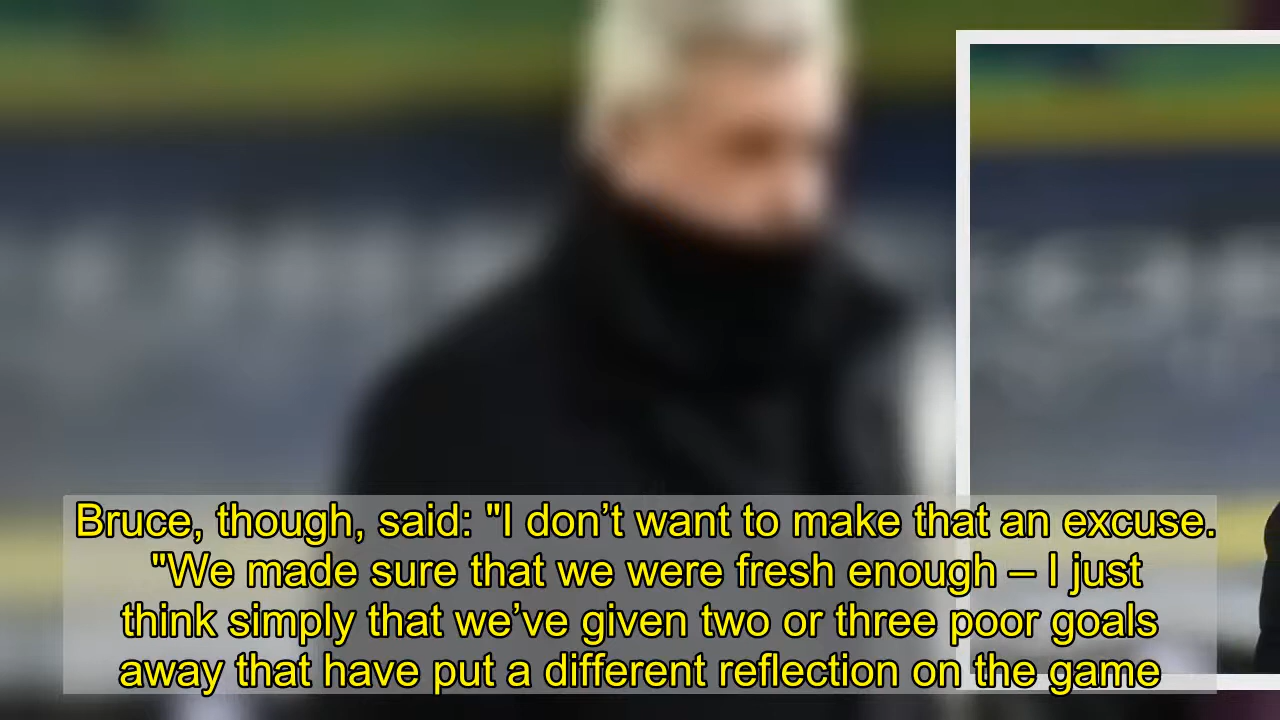 Bruce, though, said: "I don’t want to make that an excuse.
"We made sure that we were fresh enough – I just
think simply that we’ve given two or three poor goals
away that have put a different reflection on the game